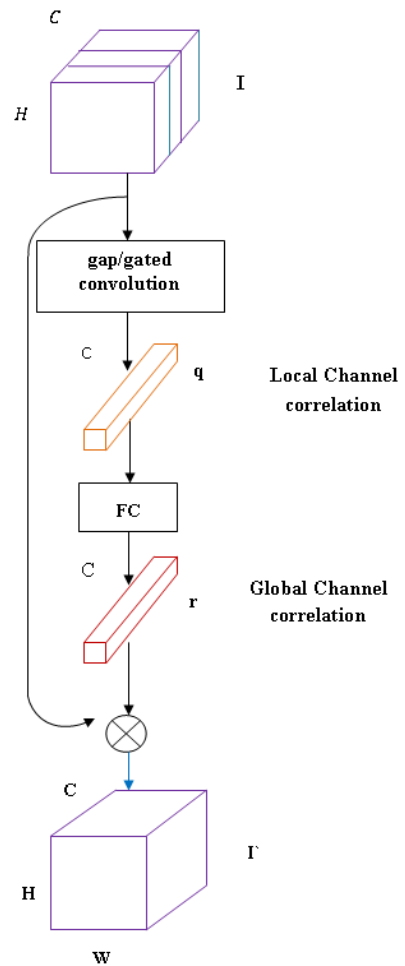 C
I
H
gap/gated
convolution
C
q
Local Channel
correlation
FC
C
r
Global Channel
correlation
C
I`
H
W